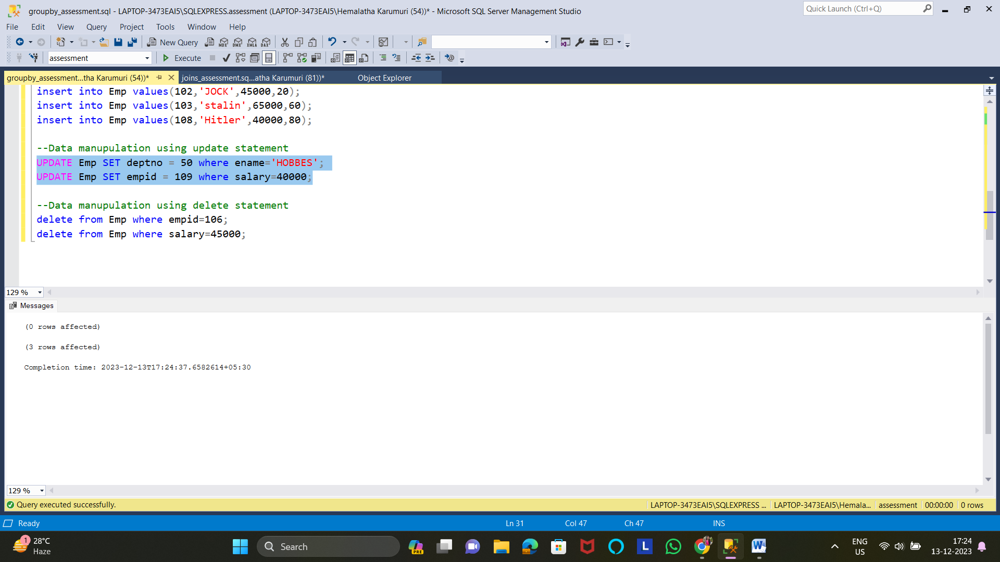 groupby_assessment.sql - LAPTOP-3473EAI5\SQLEXPRESS.assessment (LAPTOP-3473EAI5\Hemalatha Karumuri (54))* - Microsoft SQL Server Management Studio
Quick Launch (Ctrl+Q)
File Edit View Query Project Tools Window Help
New Query MDX DMX XMLA DAX
assessment Execute
groupby_assessment...tha Karumuri (54))* joins_assessment.sq...atha Karumuri (81))* Object Explorer
insert into Emp values(102,'JOCK',45000,20);
insert into Emp values(103,'stalin',65000,60);
insert into Emp values(108,'Hitler',40000,80);
--Data manupulation using update statement
UPDATE Emp SET deptno = 50 where ename='HOBBES';
UPDATE Emp SET empid = 109 where salary=40000;
--Data manupulation using delete statement
delete from Emp where empid=106;
delete from Emp where salary=45000;
129 %
Messages
(0 rows affected)
(3 rows affected)
Completion time: 2023-12-13T17:24:37.6582614+05:30
129 %
Query executed successfully. LAPTOP-3473EAI5\SQLEXPRESS ... LAPTOP-3473EAI5\Hemala... assessment 00:00:00 0 rows
Ready Ln 31 Col 47 Ch 47 INS
1 28°C
Haze
Search
PRE
L
W
ENG
US
17:24
13-12-2023